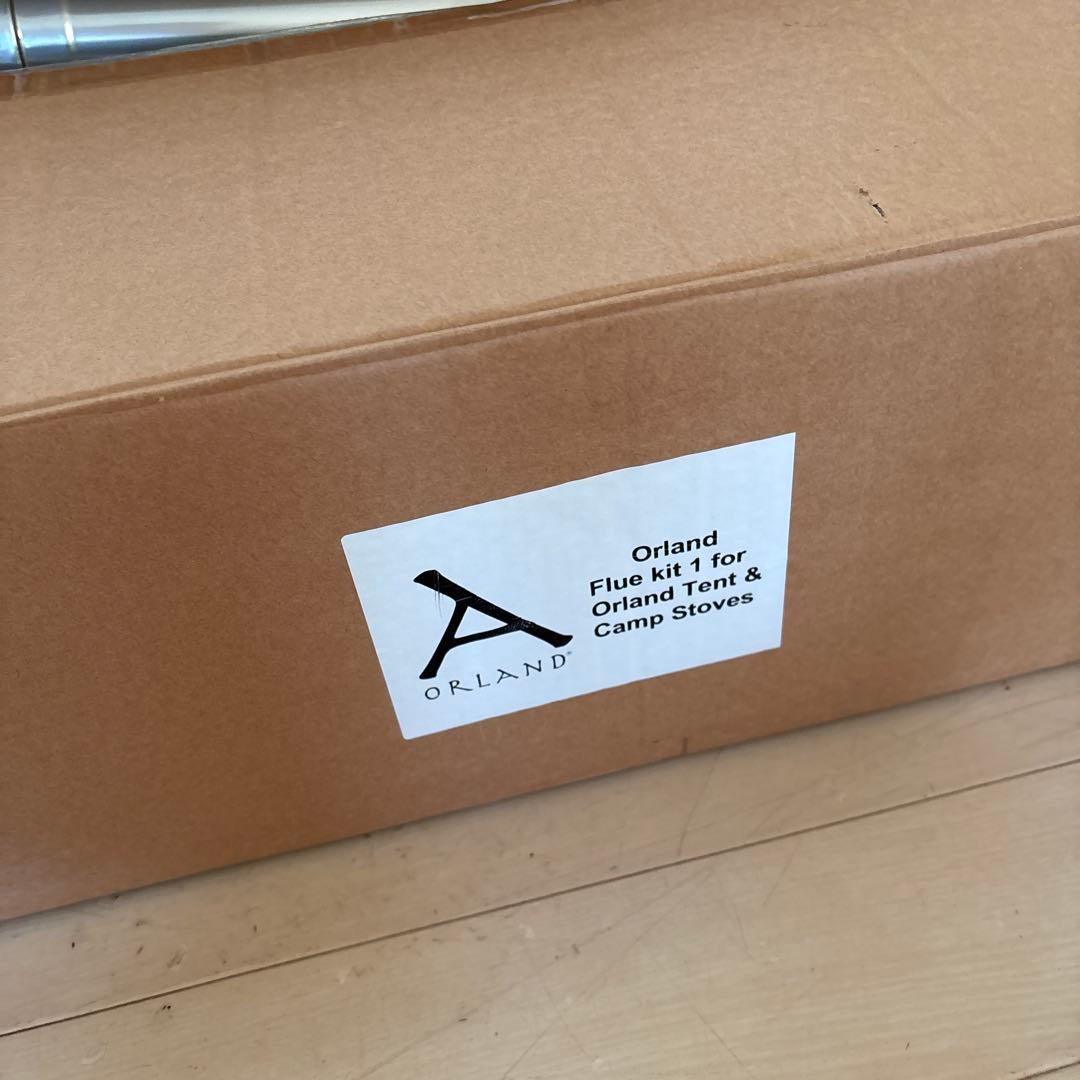 Orland
Flue kit 1 for
Orland Tent &
Camp Stoves
ORLAND®